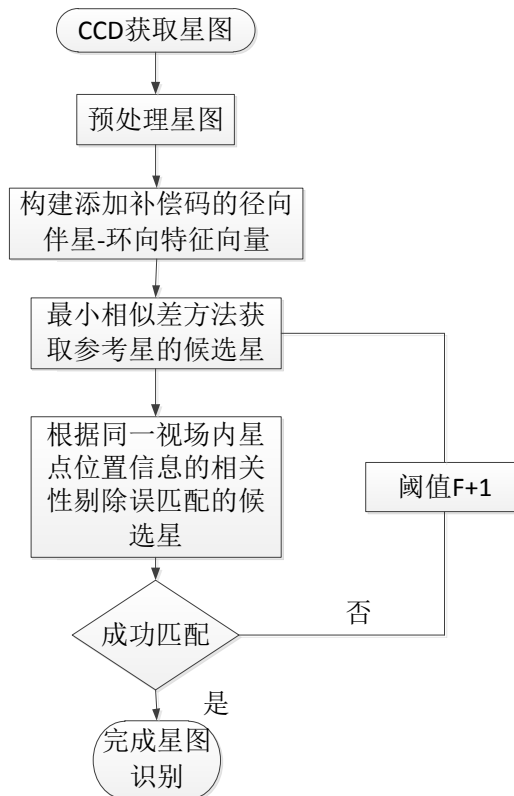 CCD获取星图
预处理星图
构建添加补偿码的径向
伴星-环向特征向量
最小相似差方法获
取参考星的候选星
根据同一视场内星
点位置信息的相关
性剔除误匹配的候
选星
阈值F+1
成功匹配
否
是
完成星图
识别